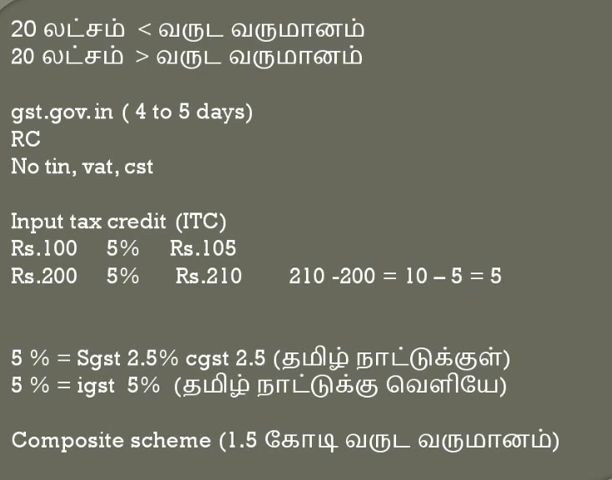 20 லட்சம் < வருட வருமானம்
20 லட்சம் > வருட வருமானம்
gst.gov.in ( 4 to 5 days)
RC
No tin, vat, cst
Input tax credit (ITC)
Rs.100 5% Rs.105
Rs.200 5% Rs.210 210 -200 = 10 – 5 = 5
5 % = Sgst 2.5% cgst 2.5 (தமிழ் நாட்டுக்குள்)
5 % = igst 5% (தமிழ் நாட்டுக்கு வெளியே)
Composite scheme (1.5 கோடி வருட வருமானம்)